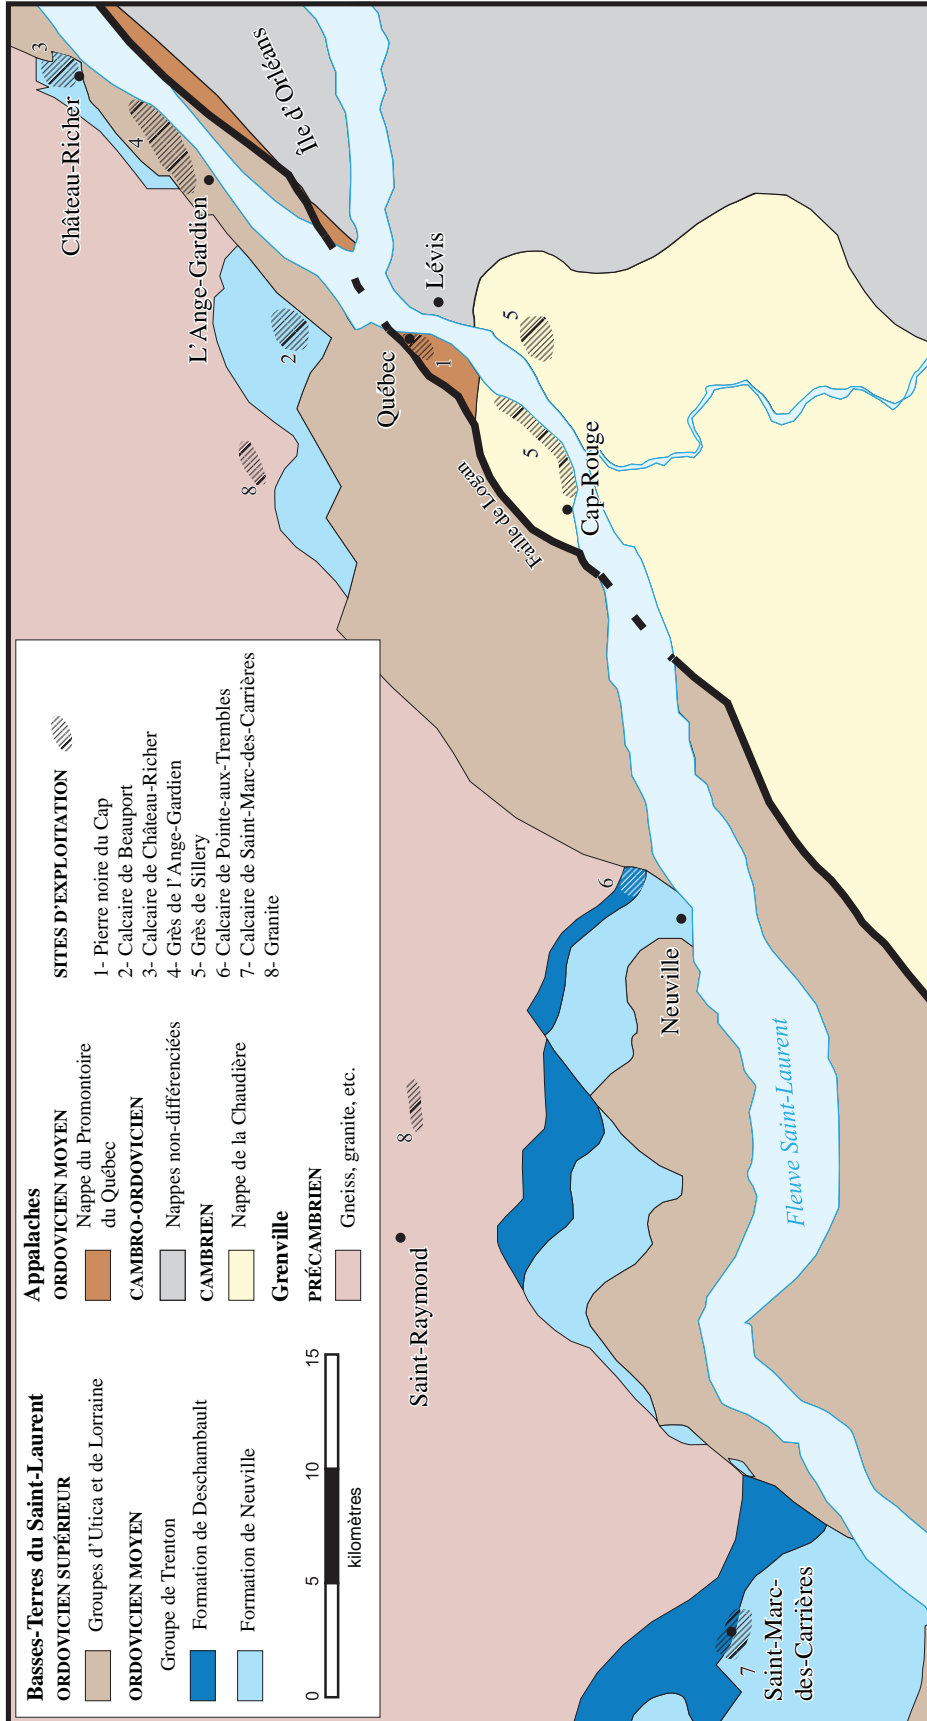 Basses-Terres du Saint-Laurent
ORDOVICIEN SUPÉRIEUR
Groupes d'Utica et de Lorraine
ORDOVICIEN MOYEN
Groupe de Trenton
Formation de Deschambault
Formation de Neuville
0
5
10
15
kilomètres
Appalaches
ORDOVICIEN MOYEN
Nappe du Promontoire
du Québec
CAMBRO-ORDOVICIEN
Nappes non-différenciées
CAMBRIEN
Nappe de la Chaudière
Grenville
PRÉCAMBRIEN
Gneiss, granite, etc.
SITES D'EXPLOITATION
1- Pierre noire du Cap
2- Calcaire de Beauport
3- Calcaire de Château-Richer
4- Grès de l'Ange-Gardien
5- Grès de Sillery
6- Calcaire de Pointe-aux-Trembles
7- Calcaire de Saint-Marc-des-Carrières
8- Granite
3
Château-Richer
4
L'Ange-Gardien
Île d'Orléans
2
8
Lévis
Québec
1
5
5
Faille de Logan
Cap-Rouge
6
Neuville
8
Saint-Raymond
Fleuve Saint-Laurent
7
Saint-Marc-
des-Carrières